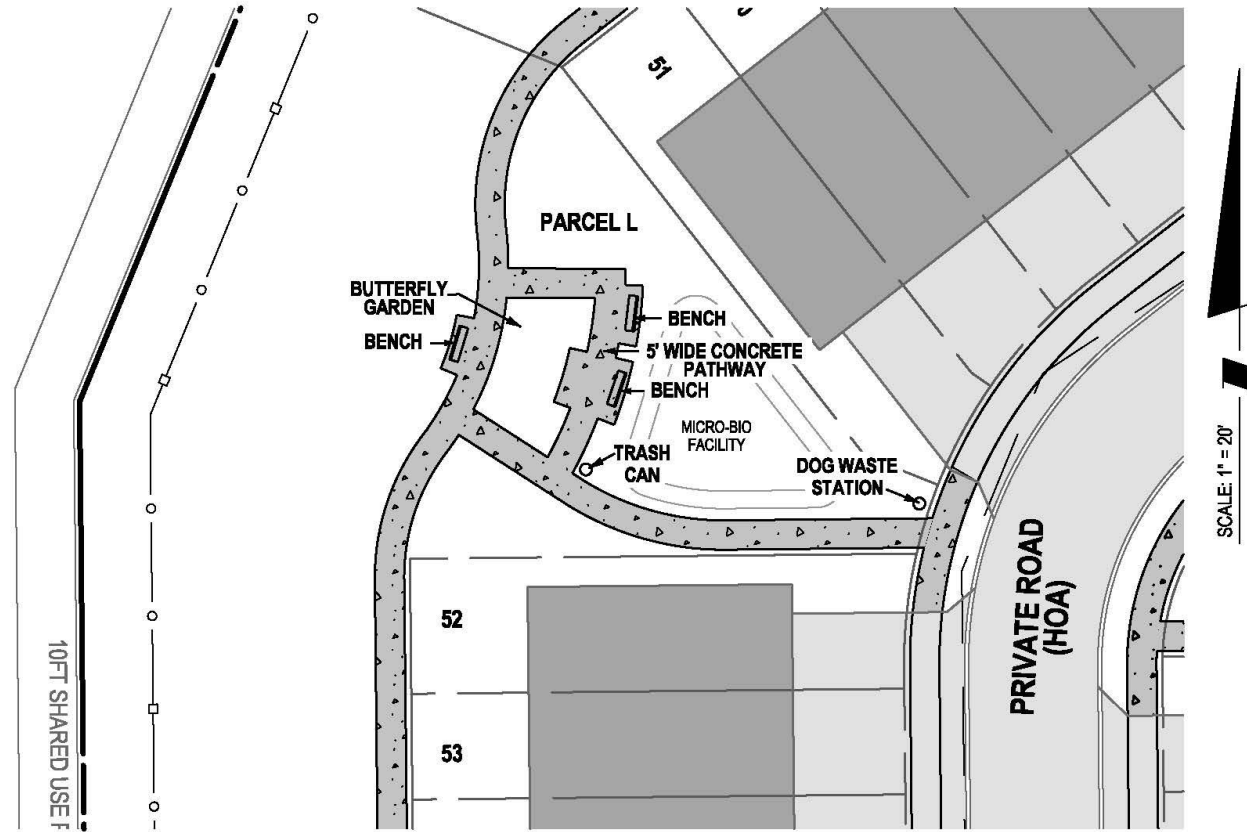 51
PARCEL L
BUTTERFLY
GARDEN
BENCH
BENCH
5' WIDE CONCRETE
PATHWAY
BENCH
MICRO-BIO
FACILITY
TRASH
CAN
DOG WASTE
STATION
52
53
PRIVATE ROAD
(HOA)
10FT SHARED USE
SCALE: 1" = 20'